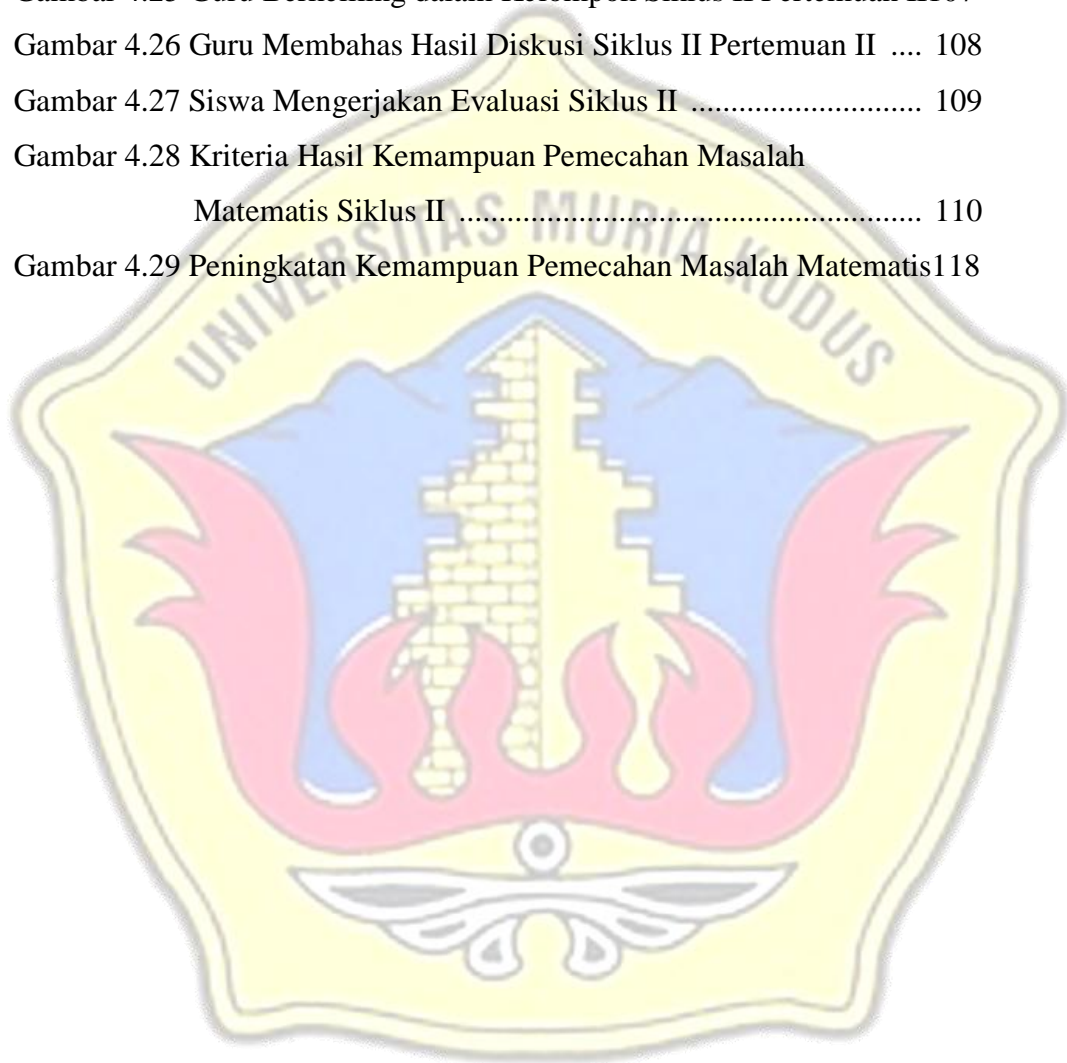 Gambar 4.26 Guru Membahas Hasil Diskusi Siklus II Pertemuan II .... 108
Gambar 4.27 Siswa Mengerjakan Evaluasi Siklus II ............................. 109
Gambar 4.28 Kriteria Hasil Kemampuan Pemecahan Masalah
Matematis Siklus II ........................................................... 110
Gambar 4.29 Peningkatan Kemampuan Pemecahan Masalah Matematis118
UNIVERSITAS MURIA KUDUS